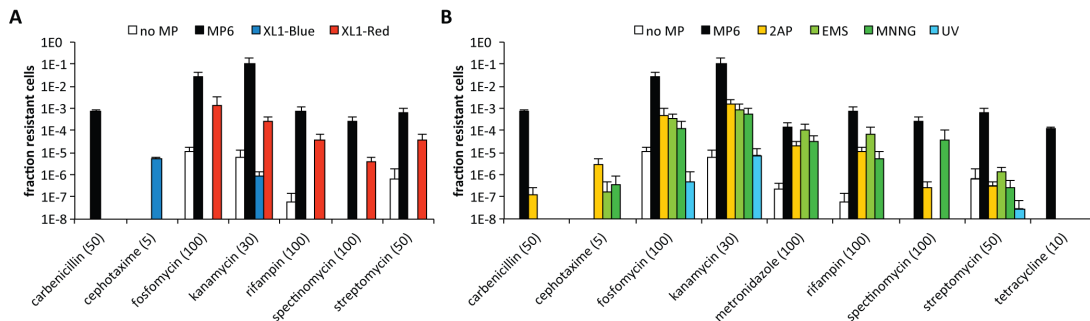 A
no MP MP6 XL1-Blue XL1-Red
fraction resistant cells
1E0
1E-1
1E-2
1E-3
1E-4
1E-5
1E-6
1E-7
1E-8
carbenicillin (50)
cephotaxime (5)
fosfomycin (100)
kanamycin (30)
rifampin (100)
spectinomycin (100)
streptomycin (50)
B
no MP MP6 2AP EMS MNNG UV
fraction resistant cells
1E0
1E-1
1E-2
1E-3
1E-4
1E-5
1E-6
1E-7
1E-8
carbenicillin (50)
cephotaxime (5)
fosfomycin (100)
kanamycin (30)
metronidazole (100)
rifampin (100)
spectinomycin (100)
streptomycin (50)
tetracycline (10)